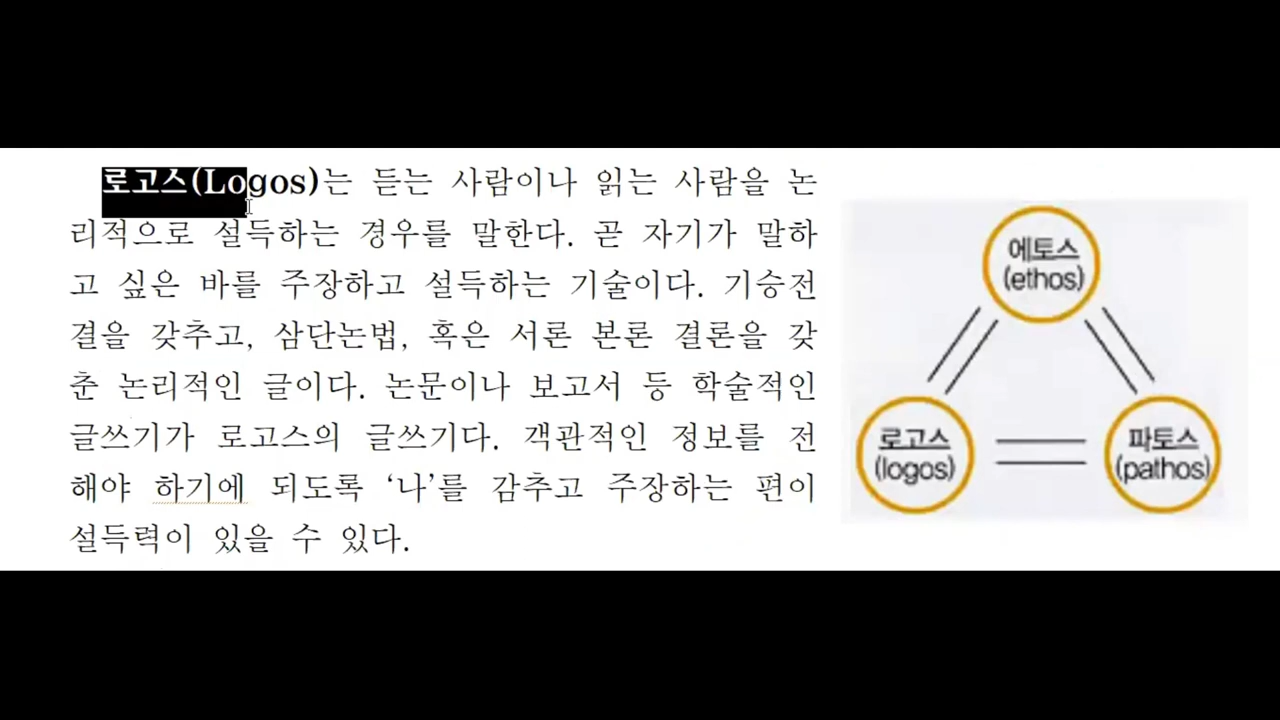 로고스(Logos)는 듣는 사람이나 읽는 사람을 논
리적으로 설득하는 경우를 말한다. 곧 자기가 말하
고 싶은 바를 주장하고 설득하는 기술이다. 기승전
결을 갖추고, 삼단논법, 혹은 서론 본론 결론을 갖
춘 논리적인 글이다. 논문이나 보고서 등 학술적인
글쓰기가 로고스의 글쓰기다. 객관적인 정보를 전
해야 하기에 되도록 ‘나’를 감추고 주장하는 편이
설득력이 있을 수 있다.
에토스
(ethos)
로고스
(logos)
파토스
(pathos)